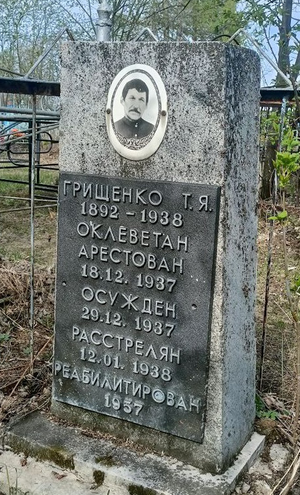 ГРИЩЕНКО Т.Я.
1892-1938
ОКЛЕВЕТАН
АРЕСТОВАН
18.12.1937
ОСУЖДЕН
29.12.1937
РАССТРЕЛЯН
12.01.1938
РЕАБИЛИТИРОВАН
1957